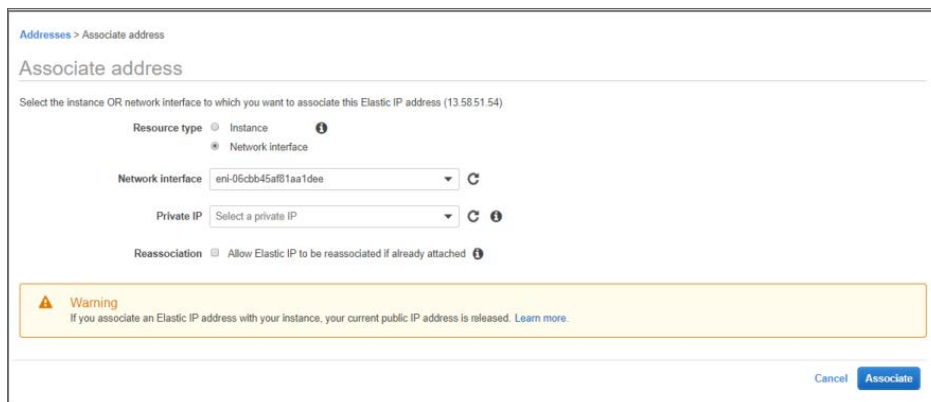 Addresses > Associate address
Associate address
Select the instance OR network interface to which you want to associate this Elastic IP address (13.58.51.54)
Resource type Instance
Network interface
Network interface eni-06cbb45af81aa1dee
Private IP Select a private IP
Reassociation Allow Elastic IP to be reassociated if already attached
Warning
If you associate an Elastic IP address with your instance, your current public IP address is released. Learn more.
Cancel Associate